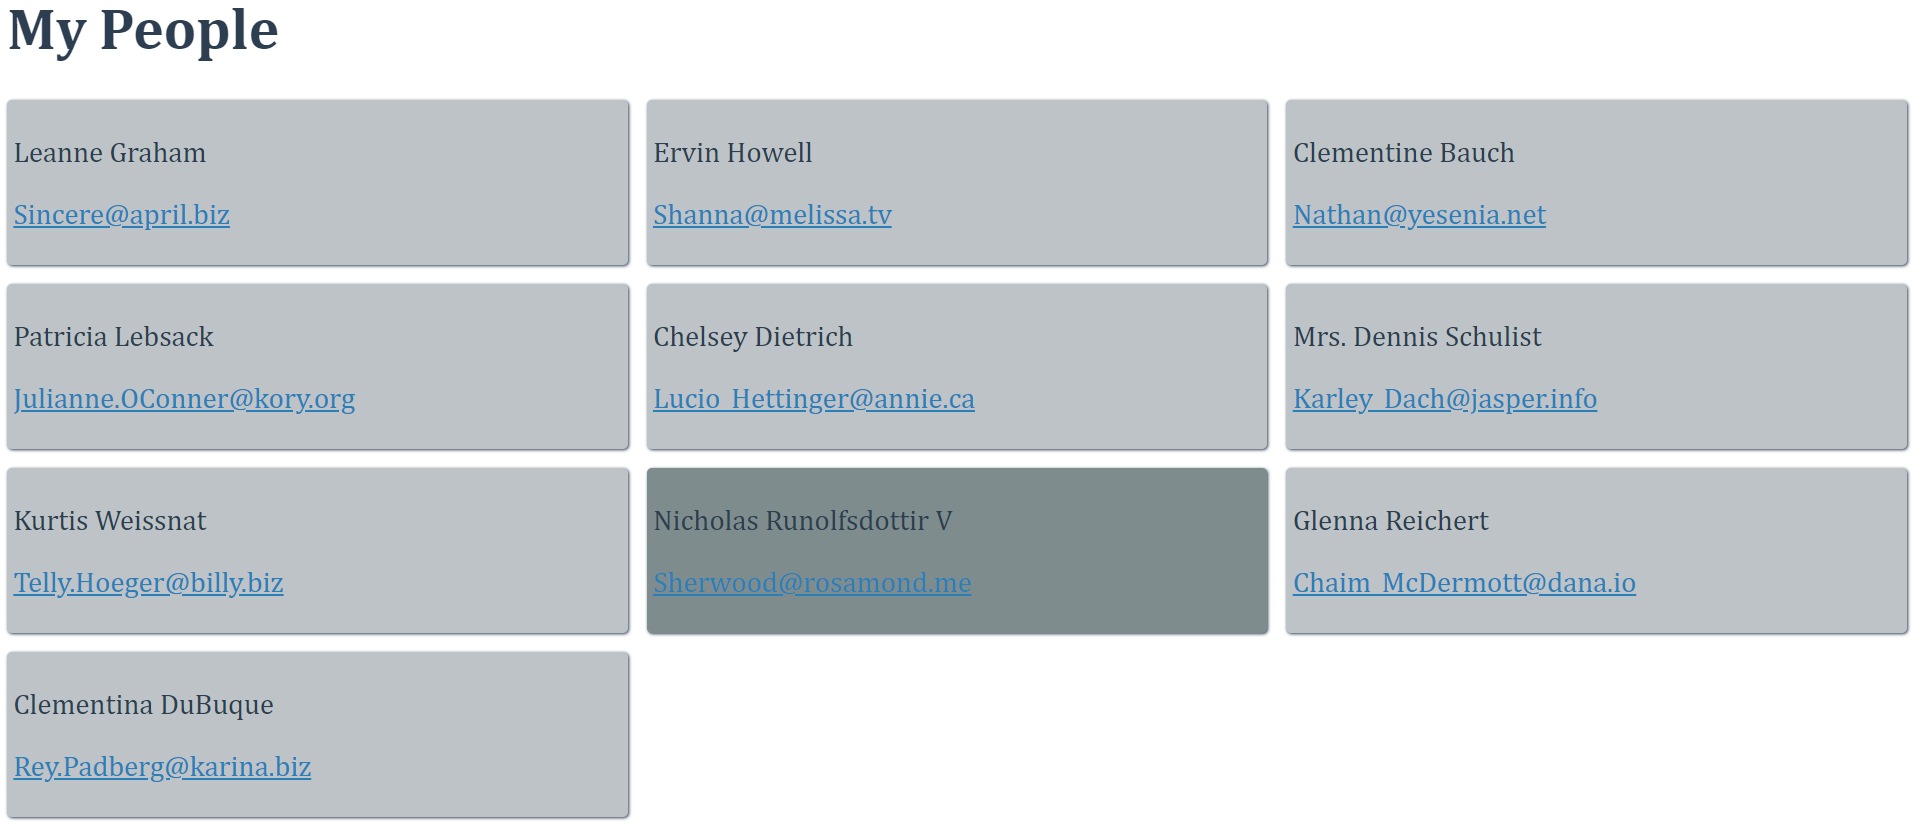 My People
Leanne Graham
Sincere@april.biz
Ervin Howell
Shanna@melissa.tv
Clementine Bauch
Nathan@yesenia.net
Patricia Lebsack
Julianne.OConner@kory.org
Chelsey Dietrich
Lucio_Hettinger@annie.ca
Mrs. Dennis Schulist
Karley_Dach@jasper.info
Kurtis Weissnat
Telly.Hoeger@billy.biz
Nicholas Runolfsdottir V
Sherwood@rosamond.me
Glenna Reichert
Chaim_McDermott@dana.io
Clementina DuBuque
Rey.Padberg@karina.biz